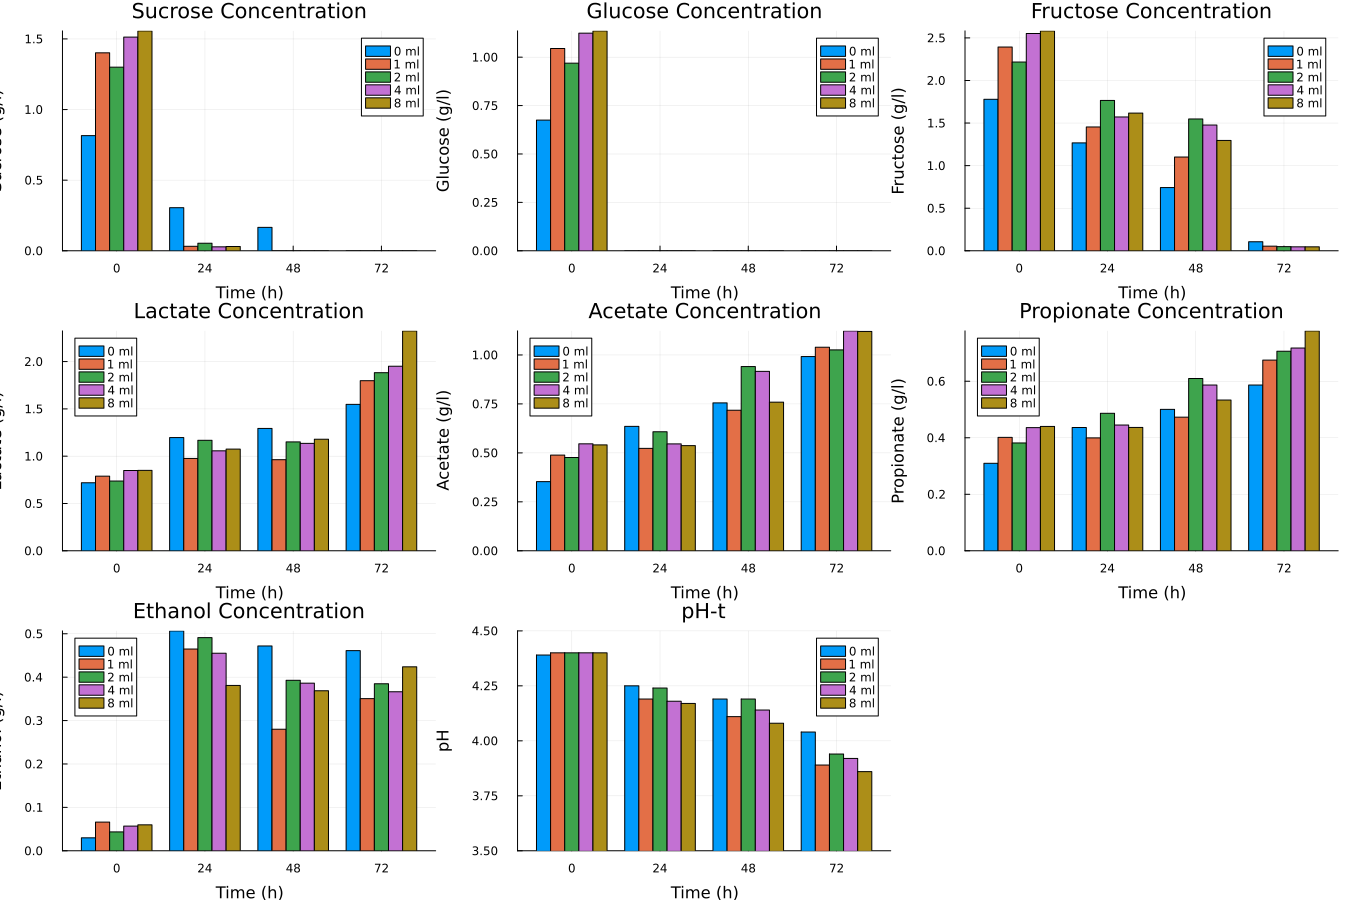 Sucrose Concentration
1.5
1.0
0.5
0.0
0 ml
1 ml
2 ml
4 ml
8 ml
0 24 48 72
Time (h)
Glucose Concentration
Glucose (g/l)
1.00
0.75
0.50
0.25
0.00
0 ml
1 ml
2 ml
4 ml
8 ml
0 24 48 72
Time (h)
Fructose Concentration
Fructose (g/l)
2.5
2.0
1.5
1.0
0.5
0.0
0 ml
1 ml
2 ml
4 ml
8 ml
0 24 48 72
Time (h)
Lactate Concentration
2.0
1.5
1.0
0.5
0.0
0 ml
1 ml
2 ml
4 ml
8 ml
0 24 48 72
Time (h)
Acetate Concentration
Acetate (g/l)
1.00
0.75
0.50
0.25
0.00
0 ml
1 ml
2 ml
4 ml
8 ml
0 24 48 72
Time (h)
Propionate Concentration
Propionate (g/l)
0.6
0.4
0.2
0.0
0 ml
1 ml
2 ml
4 ml
8 ml
0 24 48 72
Time (h)
Ethanol Concentration
0.5
0.4
0.3
0.2
0.1
0.0
0 ml
1 ml
2 ml
4 ml
8 ml
0 24 48 72
Time (h)
pH-t
pH
4.50
4.25
4.00
3.75
3.50
0 ml
1 ml
2 ml
4 ml
8 ml
0 24 48 72
Time (h)